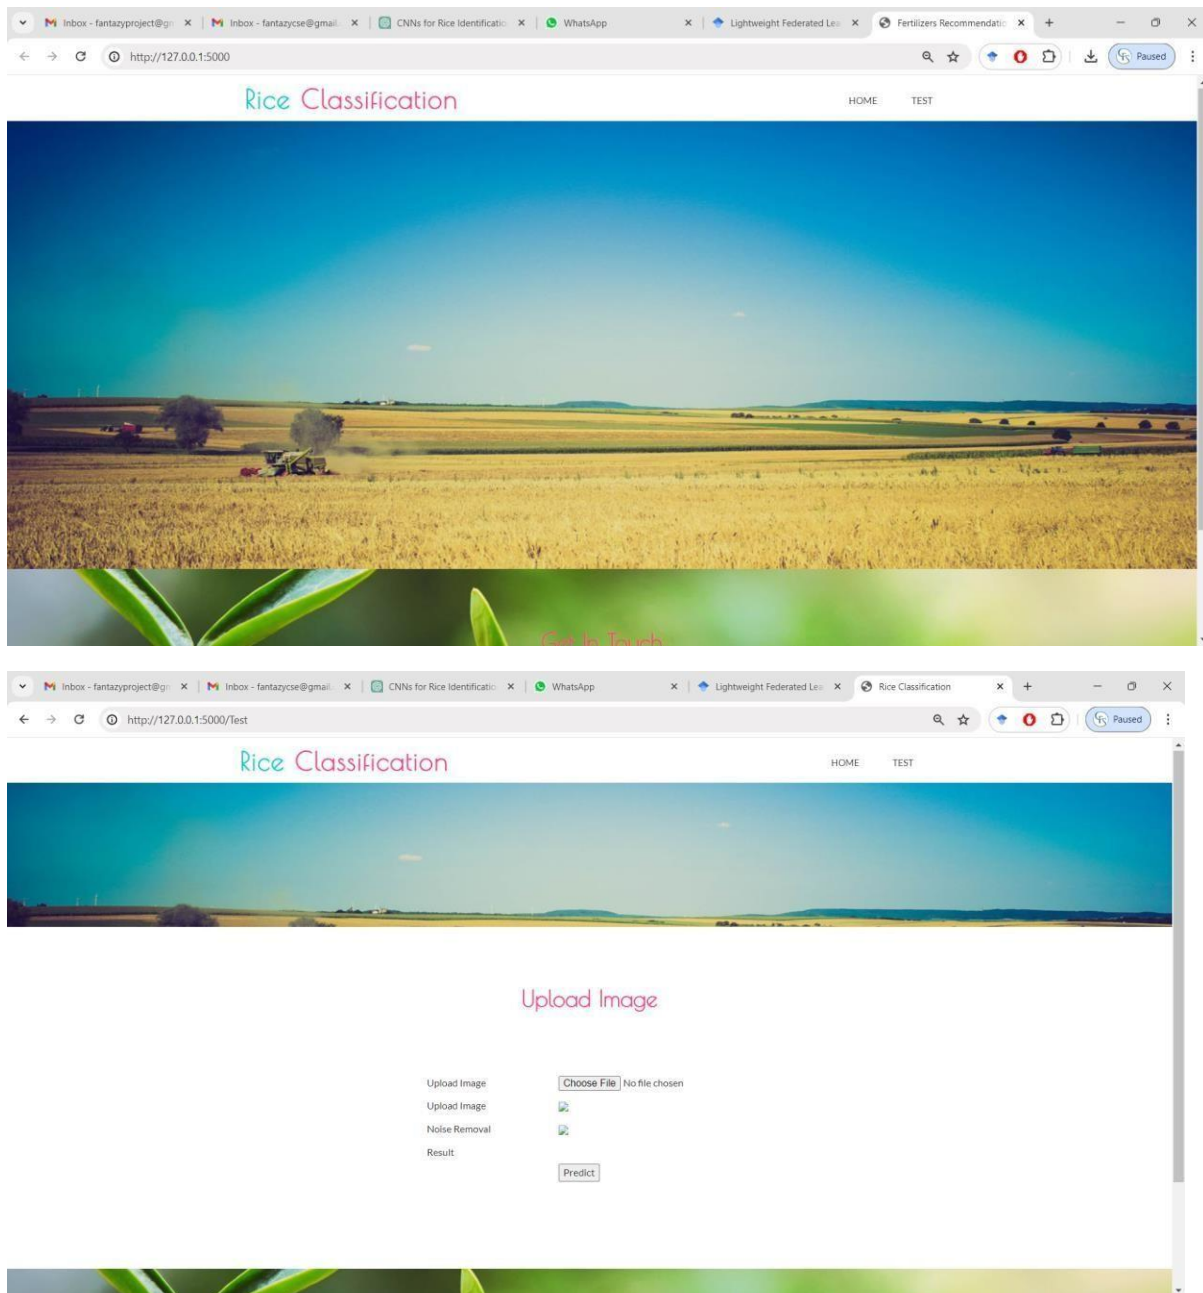 Inbox - fantazyproject@gm
Inbox - fantazycse@gmail.
CNNs for Rice Identificatio
WhatsApp
Lightweight Federated Lea
Fertilizers Recommendatio
http://127.0.0.1:5000
Paused
Rice Classification
HOME TEST
Get In Touch
Inbox - fantazyproject@gm
Inbox - fantazycse@gmail.
CNNs for Rice Identificatio
WhatsApp
Lightweight Federated Lea
Rice Classification
http://127.0.0.1:5000/Test
Paused
Rice Classification
HOME TEST
Upload Image
Upload Image Choose File No file chosen
Upload Image
Noise Removal
Result
Predict